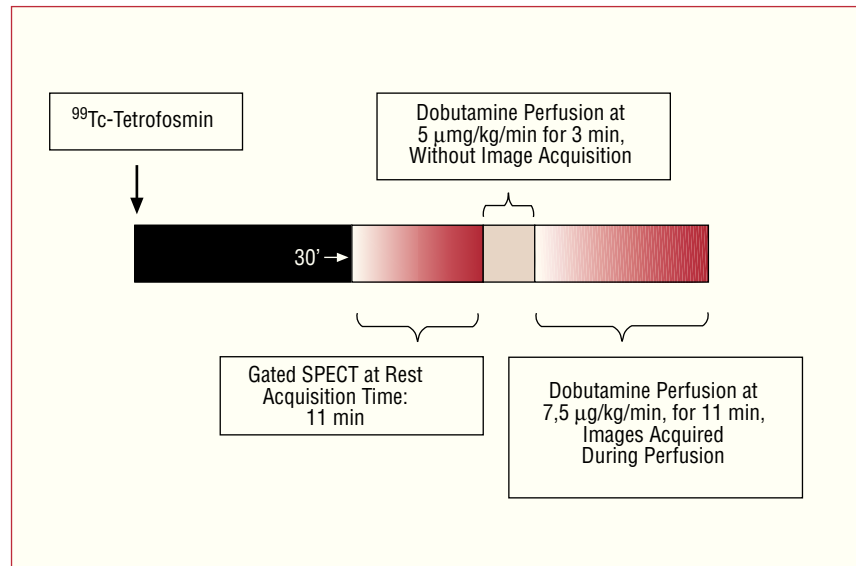 ⁹⁹Tc-Tetrofosmin
Dobutamine Perfusion at
5 μmg/kg/min for 3 min,
Without Image Acquisition
30'
Gated SPECT at Rest
Acquisition Time:
11 min
Dobutamine Perfusion at
7,5 μg/kg/min, for 11 min,
Images Acquired
During Perfusion